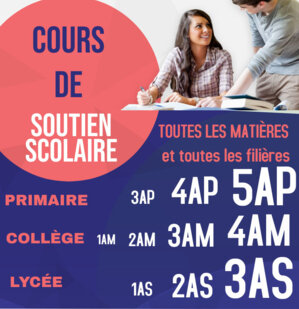 COURS
DE
SOUTIEN
SCOLAIRE
TOUTES LES MATIÈRES
et toutes les filières
PRIMAIRE 3AP 4AP 5AP
COLLÈGE 1AM 2AM 3AM 4AM
LYCÉE 1AS 2AS 3AS